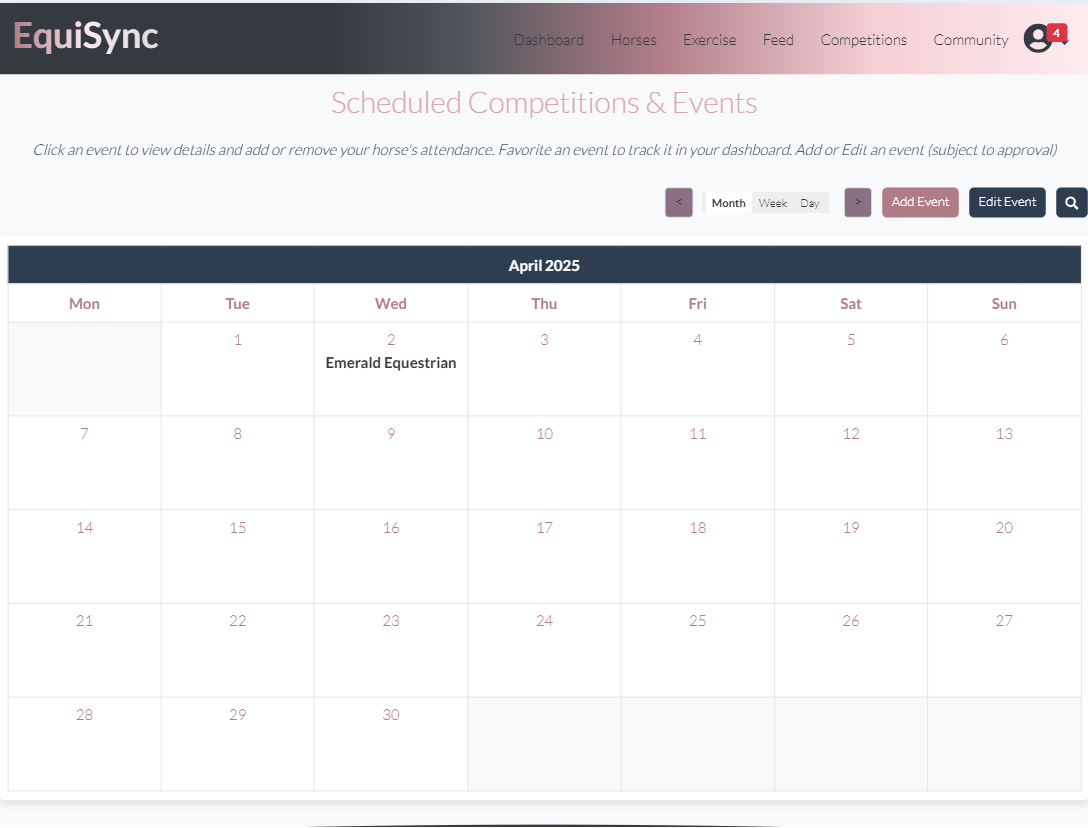 EquiSync
Dashboard Horses Exercise Feed Competitions Community 4
Scheduled Competitions & Events
Click an event to view details and add or remove your horse's attendance. Favorite an event to track it in your dashboard. Add or Edit an event (subject to approval)
< Month Week Day > Add Event Edit Event
April 2025
Mon Tue Wed Thu Fri Sat Sun
1 2 3 4 5 6
Emerald Equestrian
7 8 9 10 11 12 13
14 15 16 17 18 19 20
21 22 23 24 25 26 27
28 29 30